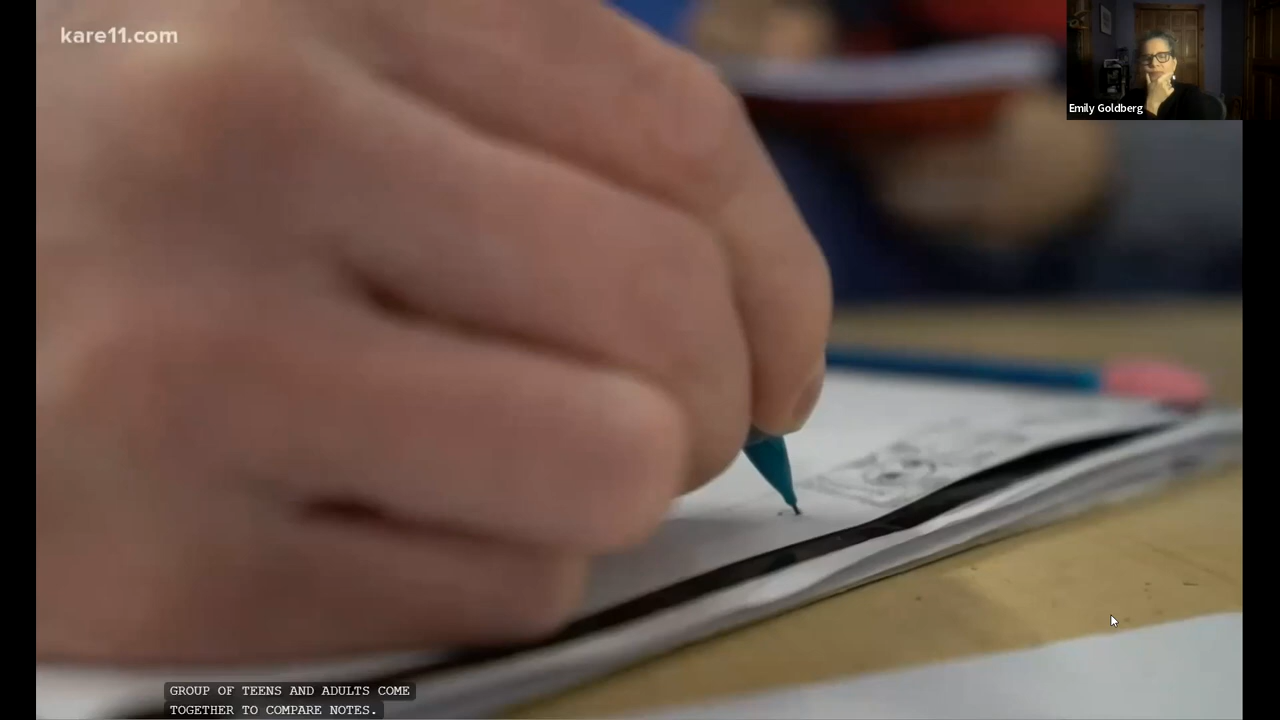 kare11.com
Emily Goldberg
GROUP OF TEENS AND ADULTS COME
TOGETHER TO COMPARE NOTES.